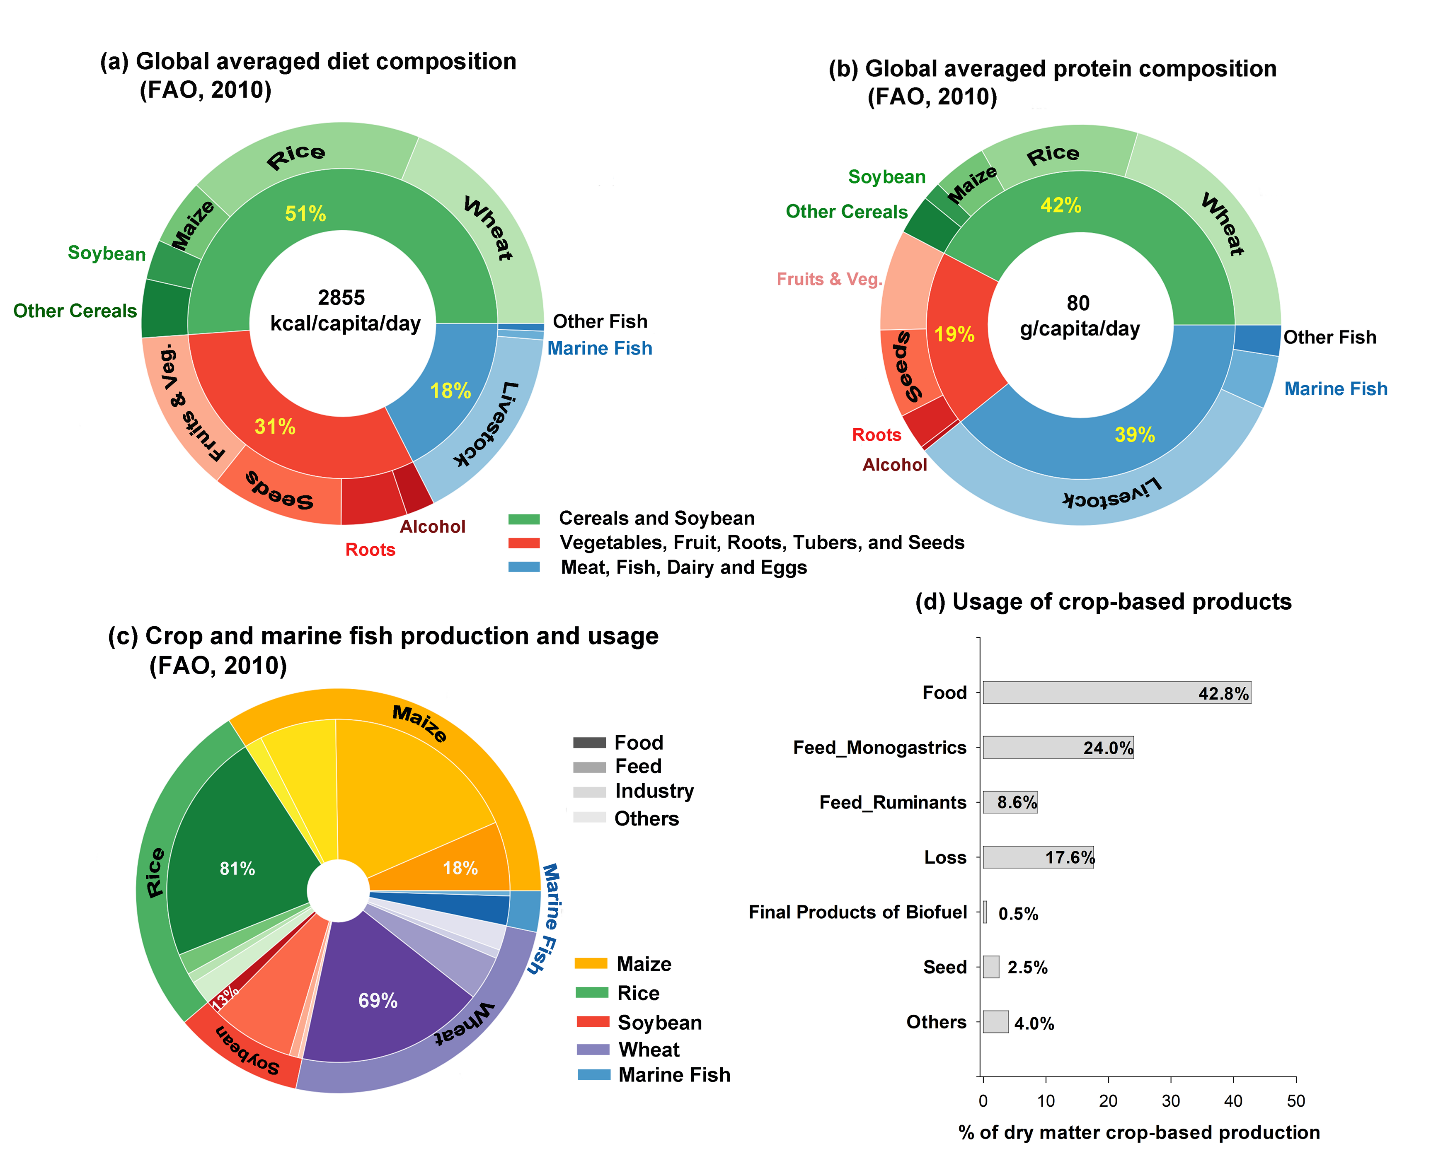 (a) Global averaged diet composition
(FAO, 2010)
Rice
Wheat
Maize
51%
Soybean
Other Cereals
2855
kcal/capita/day
Other Fish
Marine Fish
Fruits & Veg.
31%
18%
Livestock
Seeds
Roots
Alcohol
(b) Global averaged protein composition
(FAO, 2010)
Rice
Wheat
Maize
Soybean
42%
Other Cereals
Fruits & Veg.
80
g/capita/day
Other Fish
Marine Fish
19%
Seeds
Roots
Alcohol
39%
Livestock
Cereals and Soybean
Vegetables, Fruit, Roots, Tubers, and Seeds
Meat, Fish, Dairy and Eggs
(c) Crop and marine fish production and usage
(FAO, 2010)
Maize
Rice
81%
18%
Marine Fish
13%
69%
Wheat
Soybean
Food
Feed
Industry
Others
Maize
Rice
Soybean
Wheat
Marine Fish
(d) Usage of crop-based products
Food
42.8%
Feed_Monogastrics
24.0%
Feed_Ruminants
8.6%
Loss
17.6%
Final Products of Biofuel
0.5%
Seed
2.5%
Others
4.0%
0 10 20 30 40 50
% of dry matter crop-based production